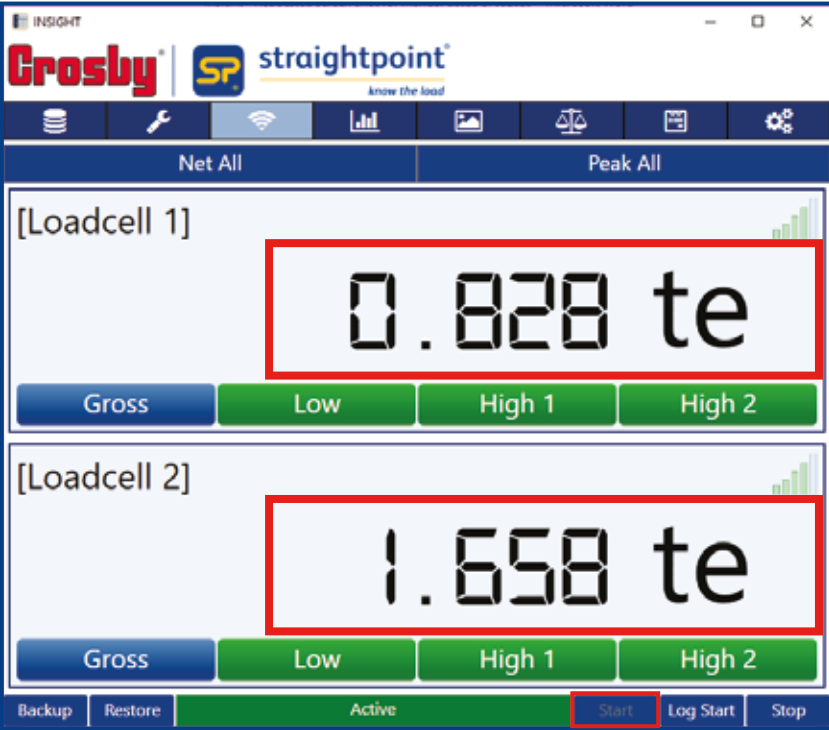 INSIGHT
Crosby
SP straightpoint®
know the load
Net All Peak All
[Loadcell 1]
0.828 te
Gross Low High 1 High 2
[Loadcell 2]
1.658 te
Gross Low High 1 High 2
Backup Restore Active Start Log Start Stop